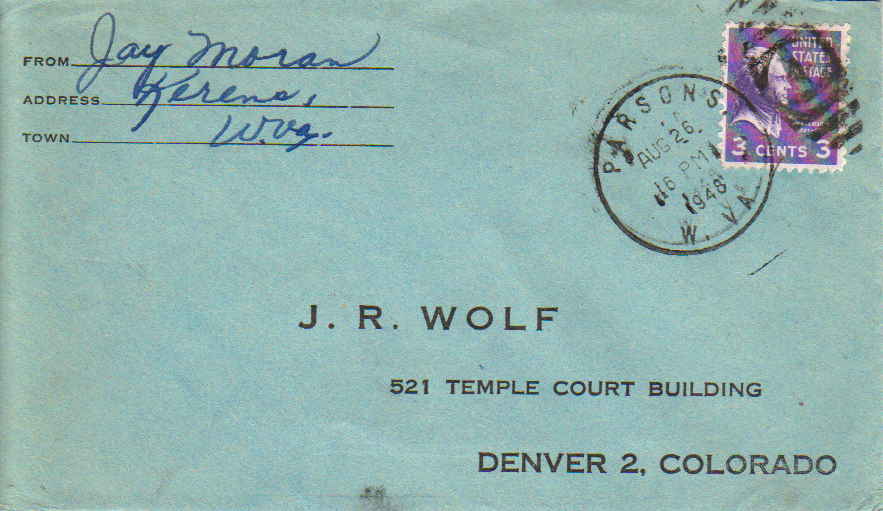 FROM Jay Moran
ADDRESS Kerens,
TOWN W.Va.
UNITED
STATES
POSTAGE
3 CENTS 3
PARSONS.
AUG 26
6 PM
1948
W. VA
J. R. WOLF
521 TEMPLE COURT BUILDING
DENVER 2, COLORADO